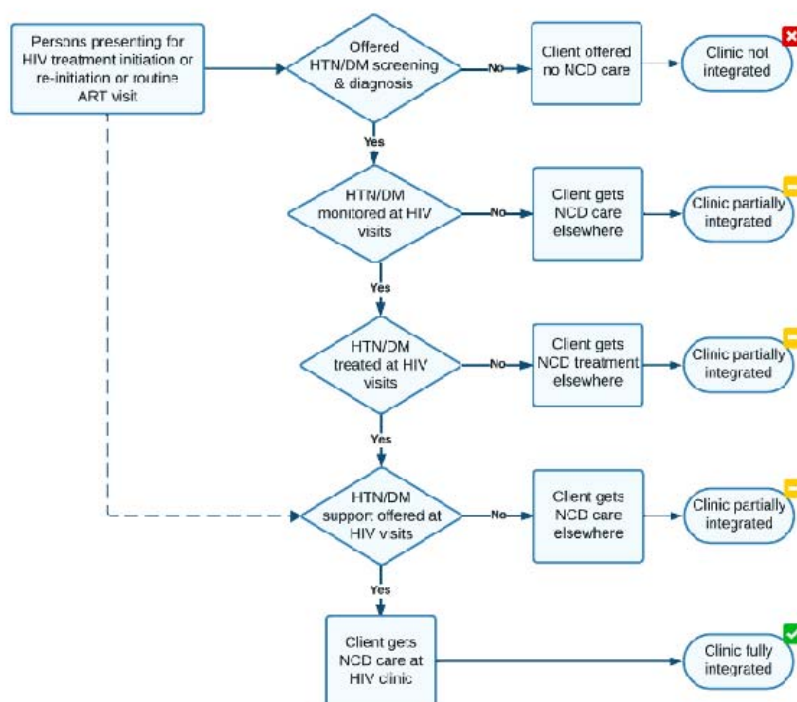 Persons presenting for
HIV treatment initiation or
re-initiation or routine
ART visit
Offered
HTN/DM screening
& diagnosis
No
Client offered
no NCD care
Clinic not
integrated
Yes
HTN/DM
monitored at HIV
visits
No
Client gets
NCD care
elsewhere
Clinic partially
integrated
Yes
HTN/DM
treated at HIV
visits
No
Client gets
NCD treatment
elsewhere
Clinic partially
integrated
Yes
HTN/DM
support offered at
HIV visits
No
Client gets
NCD care
elsewhere
Clinic partially
integrated
Yes
Client gets
NCD care at
HIV clinic
Clinic fully
integrated